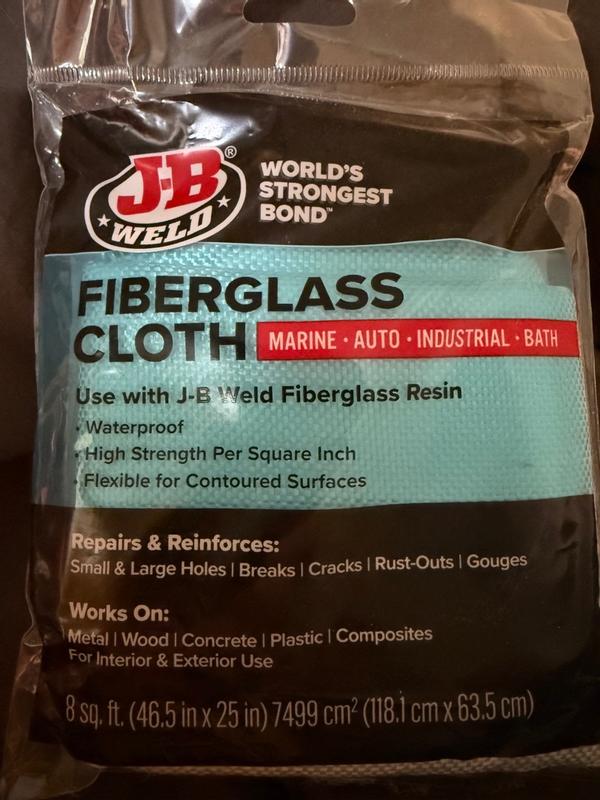 J-B®
WELD
WORLD'S
STRONGEST
BOND™
FIBERGLASS
CLOTH
MARINE · AUTO · INDUSTRIAL · BATH
Use with J-B Weld Fiberglass Resin
· Waterproof
· High Strength Per Square Inch
· Flexible for Contoured Surfaces
Repairs & Reinforces:
Small & Large Holes | Breaks | Cracks | Rust-Outs | Gouges
Works On:
Metal | Wood | Concrete | Plastic | Composites
For Interior & Exterior Use
8 sq. ft. (46.5 in x 25 in) 7499 cm² (118.1 cm x 63.5 cm)